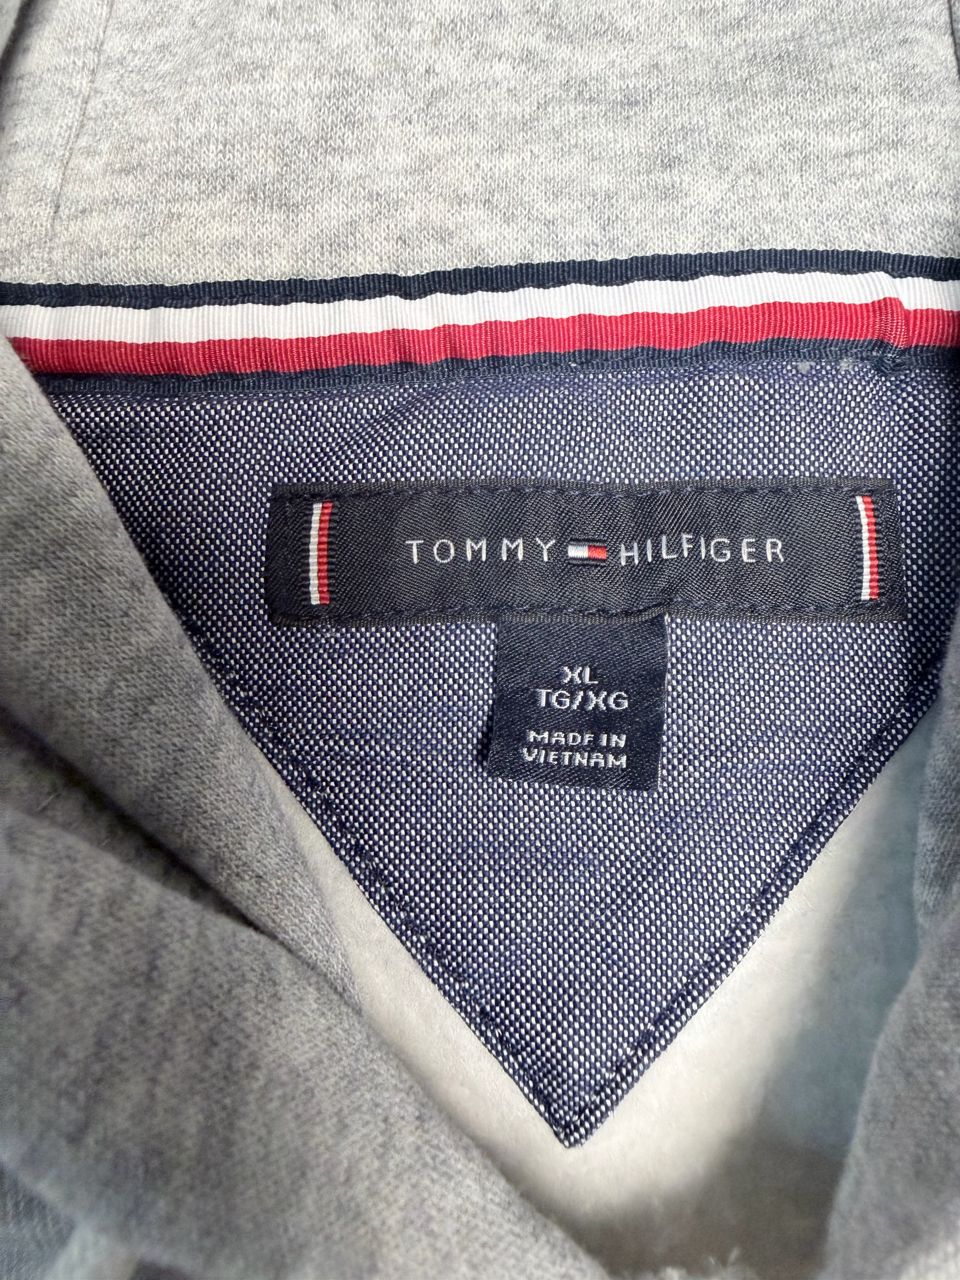 TOMMY HILFIGER
XL
TG/XG
MADE IN
VIETNAM